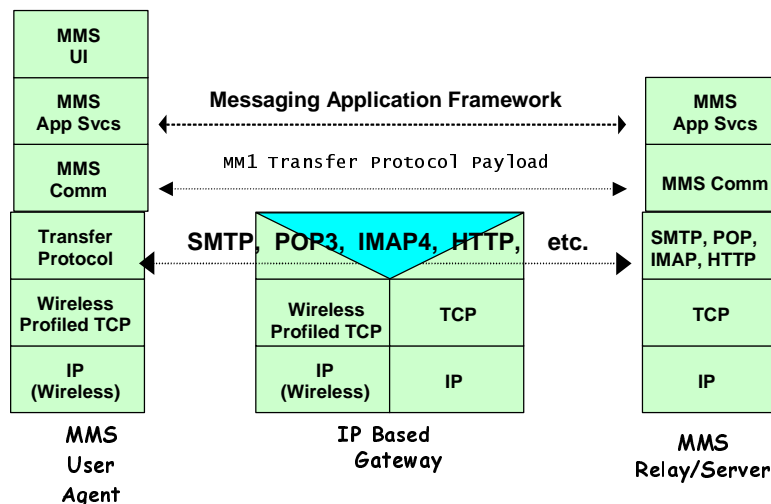 MMS
UI
MMS
App Svcs
MMS
Comm
Transfer
Protocol
Wireless
Profiled TCP
IP
(Wireless)
MMS
User
Agent
Messaging Application Framework
MM1 Transfer Protocol Payload
SMTP, POP3, IMAP4, HTTP, etc.
Wireless
Profiled TCP
TCP
IP
(Wireless)
IP
IP Based
Gateway
MMS
App Svcs
MMS Comm
SMTP, POP,
IMAP, HTTP
TCP
IP
MMS
Relay/Server